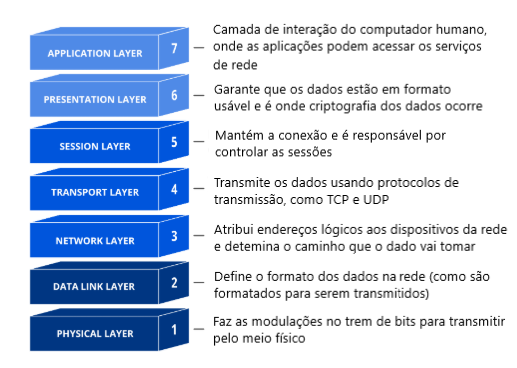 APPLICATION LAYER 7 — Camada de interação do computador humano,
onde as aplicações podem acessar os serviços
de rede
PRESENTATION LAYER 6 — Garante que os dados estão em formato
usável e é onde criptografia dos dados ocorre
SESSION LAYER 5 — Mantém a conexão e é responsável por
controlar as sessões
TRANSPORT LAYER 4 — Transmite os dados usando protocolos de
transmissão, como TCP e UDP
NETWORK LAYER 3 — Atribui endereços lógicos aos dispositivos da rede
e detemina o caminho que o dado vai tomar
DATA LINK LAYER 2 — Define o formato dos dados na rede (como são
formatados para serem transmitidos)
PHYSICAL LAYER 1 — Faz as modulações no trem de bits para transmitir
pelo meio físico